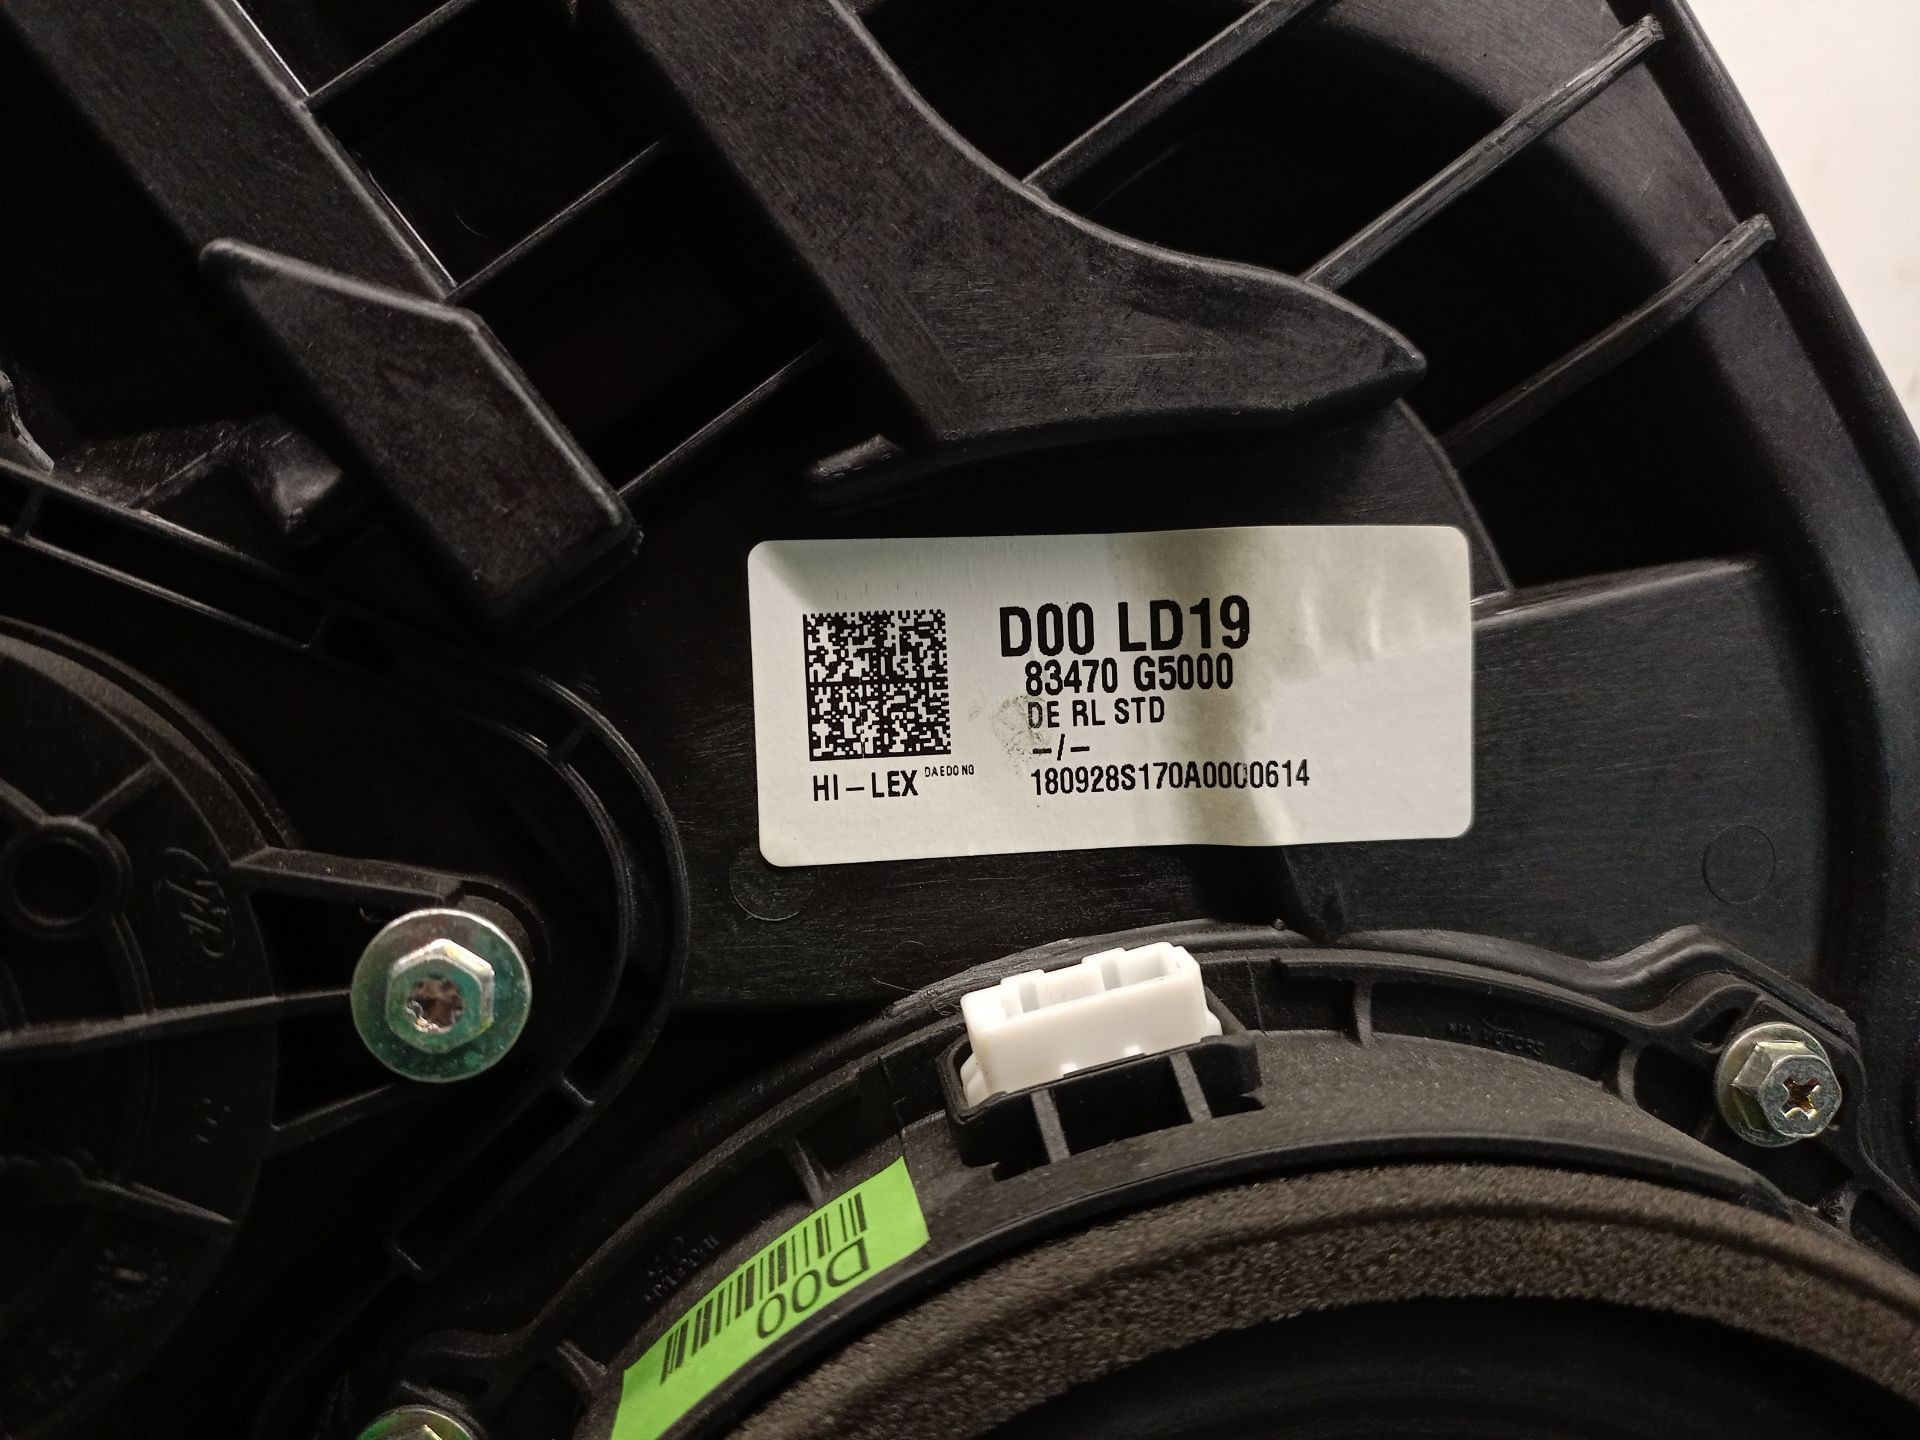 D00 LD19
83470 G5000
DE RL STD
-/-
HI-LEX DAEDONG
180928S170A0000614
D00